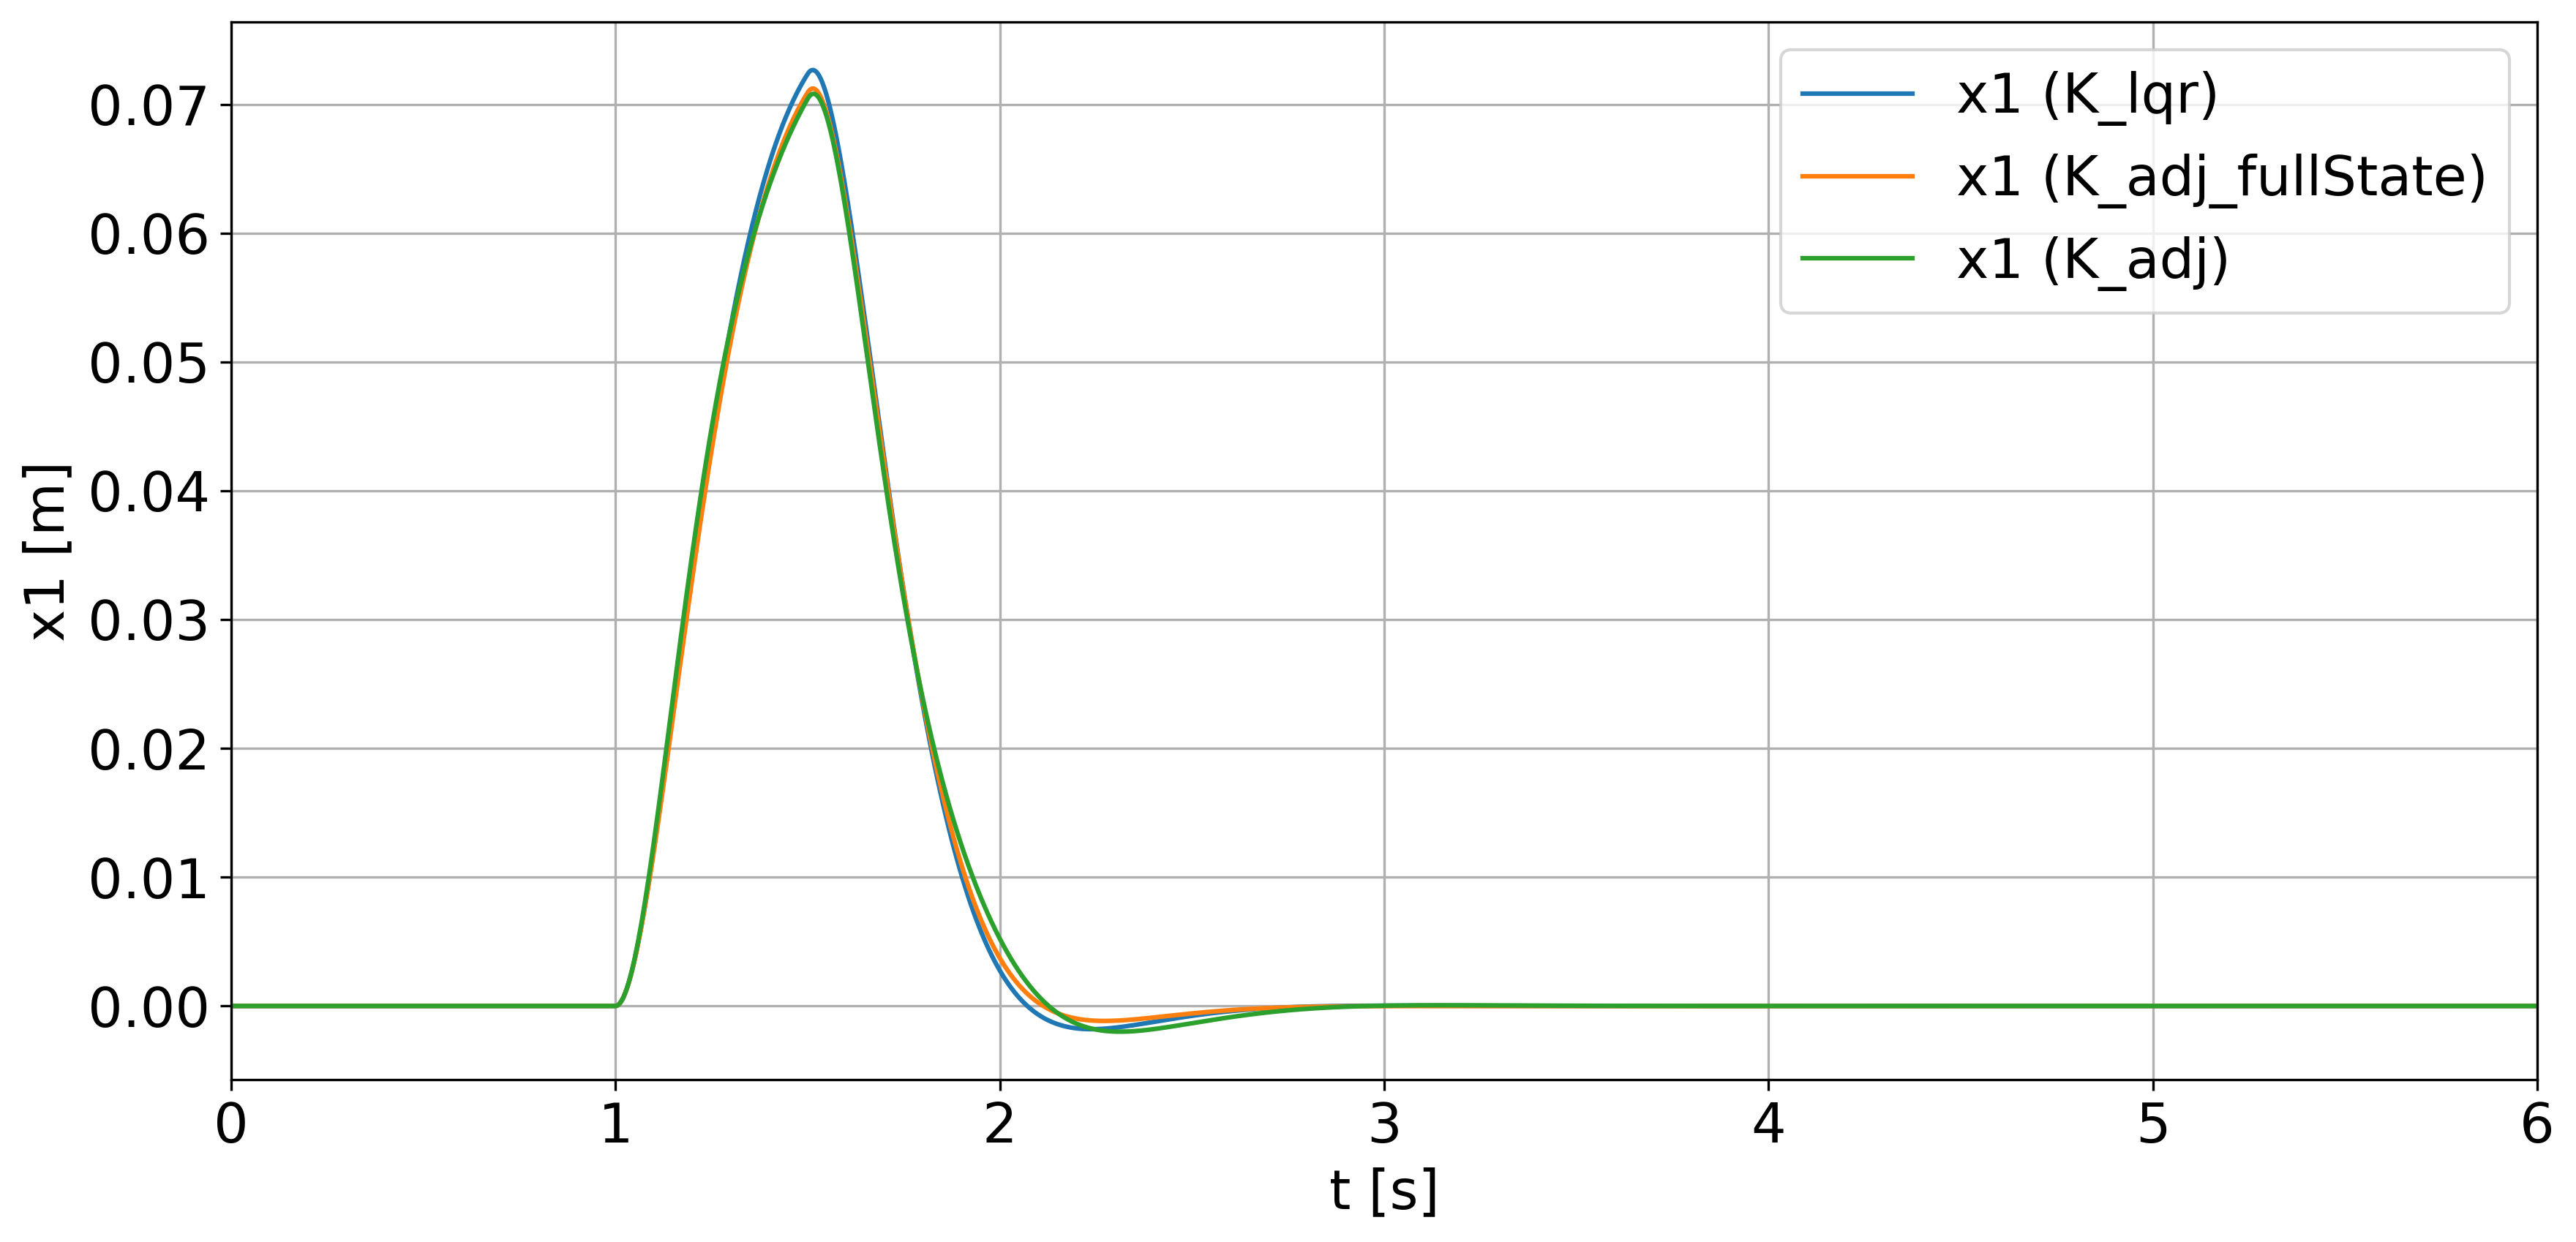 x1 (K_lqr)
x1 (K_adj_fullState)
x1 (K_adj)
x1 [m]
0.07
0.06
0.05
0.04
0.03
0.02
0.01
0.00
0 1 2 3 4 5 6
t [s]